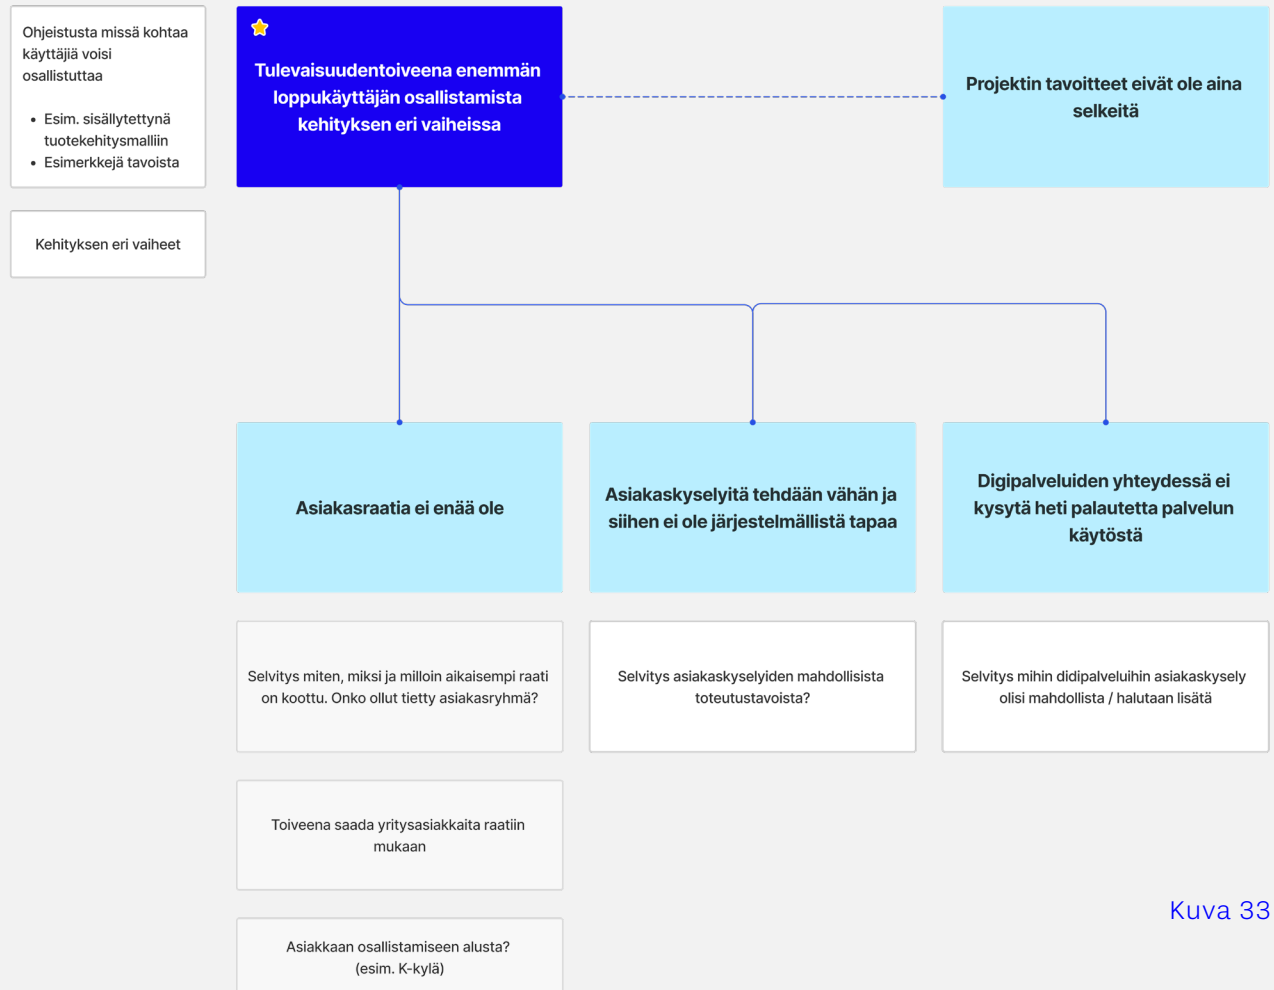 Ohjeistusta missä kohtaa
käyttäjiä voisi
osallistuttaa
• Esim. sisällytettynä
tuotekehitysmalliin
• Esimerkkejä tavoista
Kehityksen eri vaiheet
Tulevaisuudentoiveena enemmän
loppukäyttäjän osallistamista
kehityksen eri vaiheissa
Projektin tavoitteet eivät ole aina
selkeitä
Asiakasraatia ei enää ole
Asiakaskyselyitä tehdään vähän ja
siihen ei ole järjestelmällistä tapaa
Digipalveluiden yhteydessä ei
kysytä heti palautetta palvelun
käytöstä
Selvitys miten, miksi ja milloin aikaisempi raati
on koottu. Onko ollut tietty asiakasryhmä?
Selvitys asiakaskyselyiden mahdollisista
toteutustavoista?
Selvitys mihin didipalveluihin asiakaskysely
olisi mahdollista / halutaan lisätä
Toiveena saada yritysasiakkaita raatiin
mukaan
Asiakkaan osallistamiseen alusta?
(esim. K-kylä)
Kuva 33